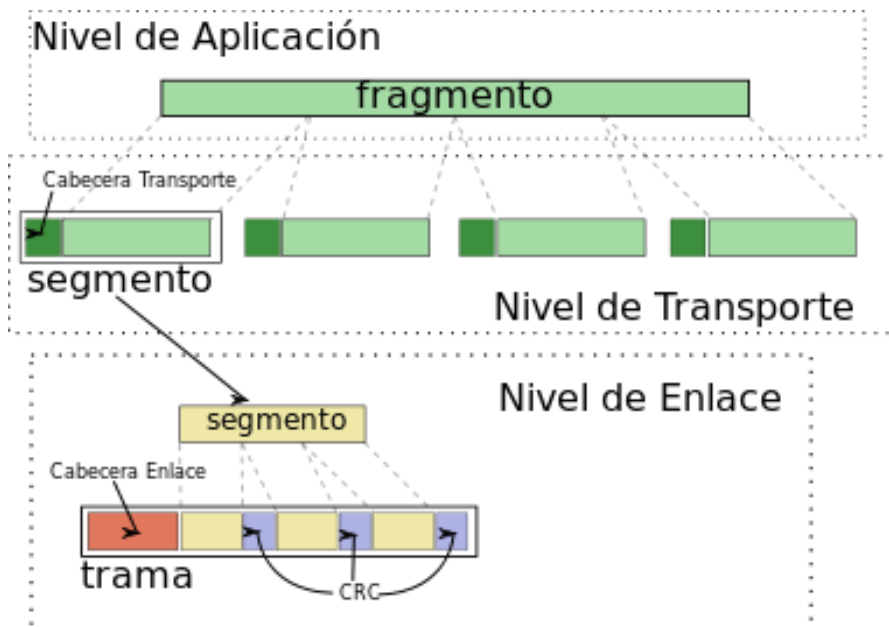 Nivel de Aplicación
fragmento
Cabecera Transporte
segmento
Nivel de Transporte
Nivel de Enlace
segmento
Cabecera Enlace
trama
CRC